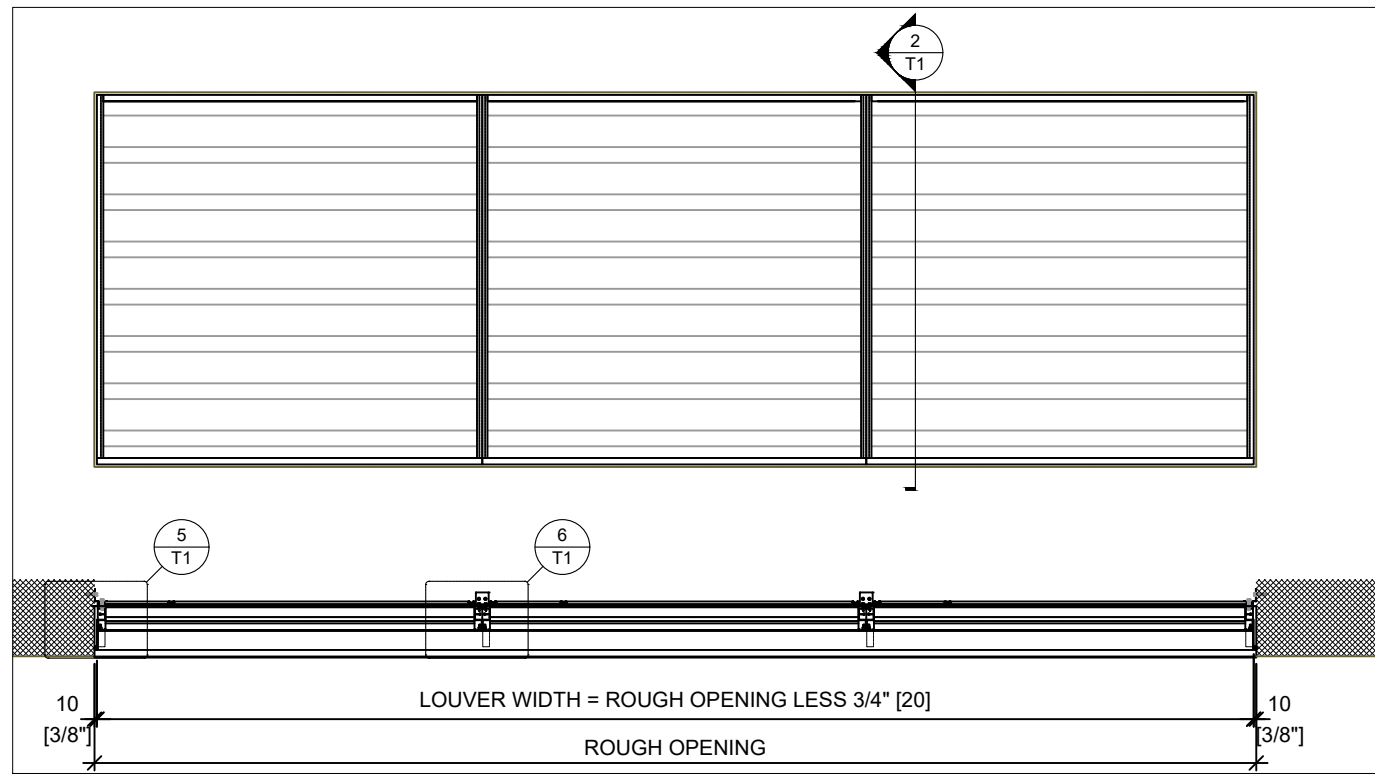 2
T1
5
T1
6
T1
10
[3/8"]
LOUVER WIDTH = ROUGH OPENING LESS 3/4" [20]
10
[3/8"]
ROUGH OPENING